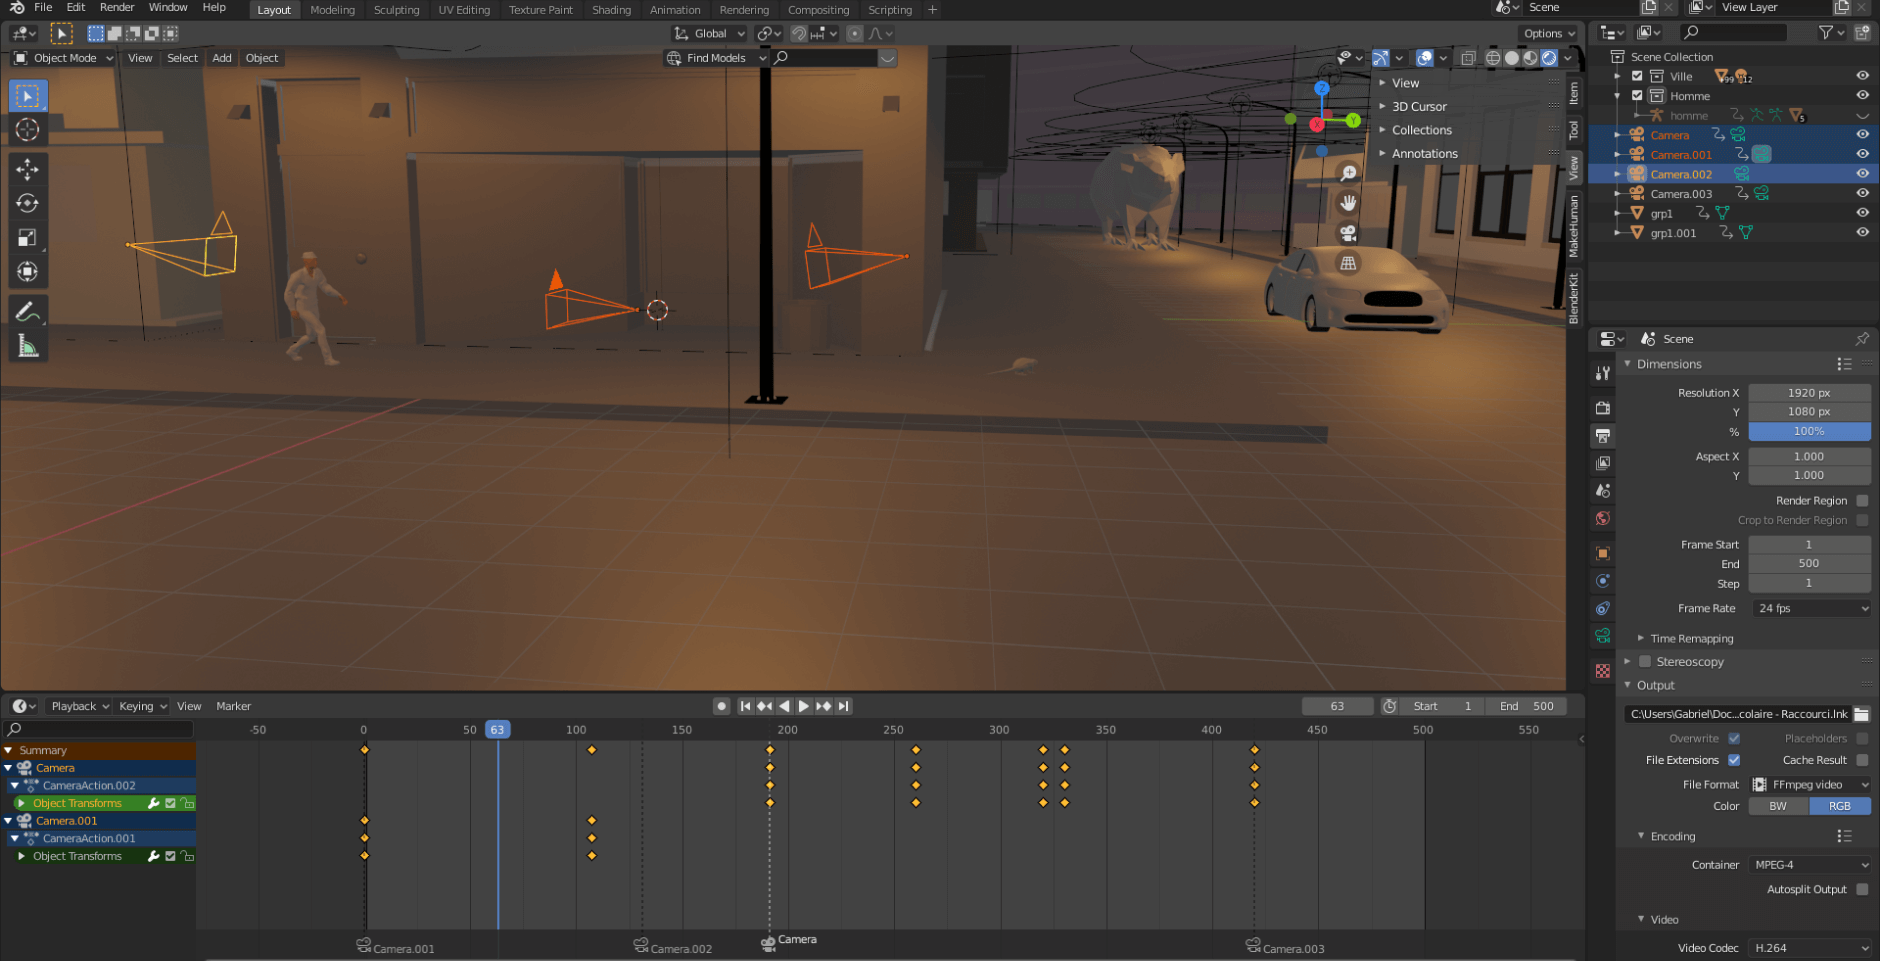 File Edit Render Window Help Layout Modeling Sculpting UV Editing Texture Paint Shading Animation Rendering Compositing Scripting + Scene View Layer
Global Options
Object Mode View Select Add Object Find Models
Scene Collection
Ville 99 12
Homme
homme 5
Camera
Camera.001
Camera.002
Camera.003
grp1
grp1.001
View
3D Cursor
Collections
Annotations
Z
Y
X
Item
Tool
View
MakeHuman
BlenderKit
Scene
Dimensions
Resolution X 1920 px
Y 1080 px
% 100%
Aspect X 1.000
Y 1.000
Render Region
Crop to Render Region
Frame Start 1
End 500
Step 1
Frame Rate 24 fps
Time Remapping
Stereoscopy
Output
C:\Users\Gabriel\Doc...colaire - Raccourci.lnk
Overwrite Placeholders
File Extensions Cache Result
File Format FFmpeg video
Color BW RGB
Encoding
Container MPEG-4
Autosplit Output
Video
Video Codec H.264
Playback Keying View Marker 63 Start 1 End 500
-50 0 50 63 100 150 200 250 300 350 400 450 500 550
Summary
Camera
CameraAction.002
Object Transforms
Camera.001
CameraAction.001
Object Transforms
Camera.001 Camera.002 Camera Camera.003